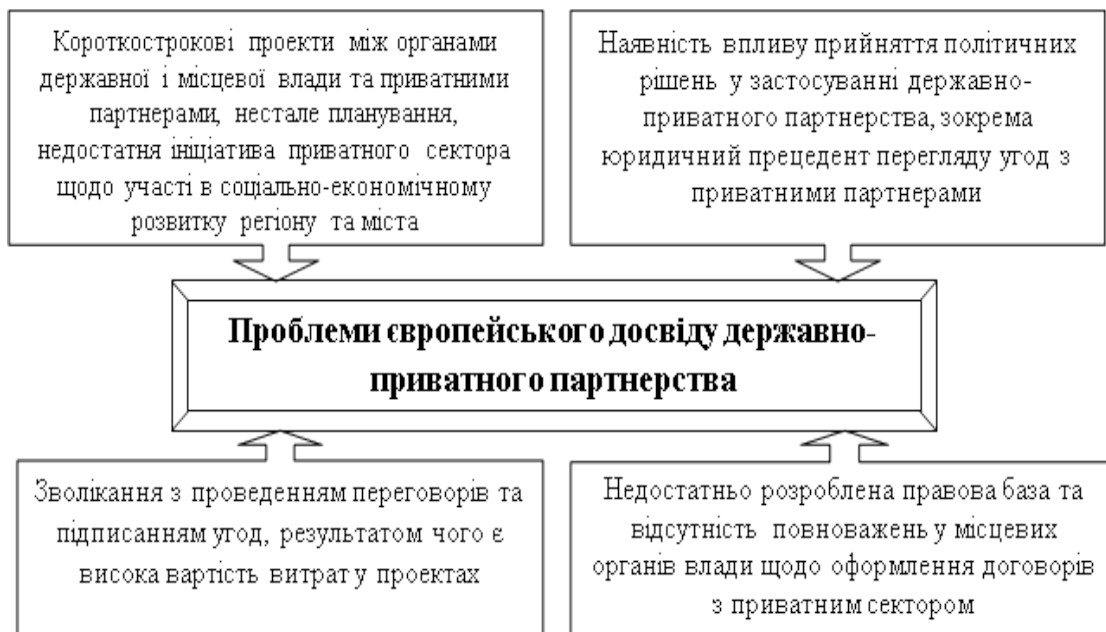 Короткострокові проекти між органами
державної і місцевої влади та приватними
партнерами, нестале планування,
недостатня ініціатива приватного сектора
щодо участі в соціально-економічному
розвитку регіону та міста
Наявність впливу прийняття політичних
рішень у застосуванні державно-
приватного партнерства, зокрема
юридичний прецедент перегляду угод з
приватними партнерами
Проблеми європейського досвіду державно-
приватного партнерства
Зволікання з проведенням переговорів та
підписанням угод, результатом чого є
висока вартість витрат у проектах
Недостатньо розроблена правова база та
відсутність повноважень у місцевих
органів влади щодо оформлення договорів
з приватним сектором